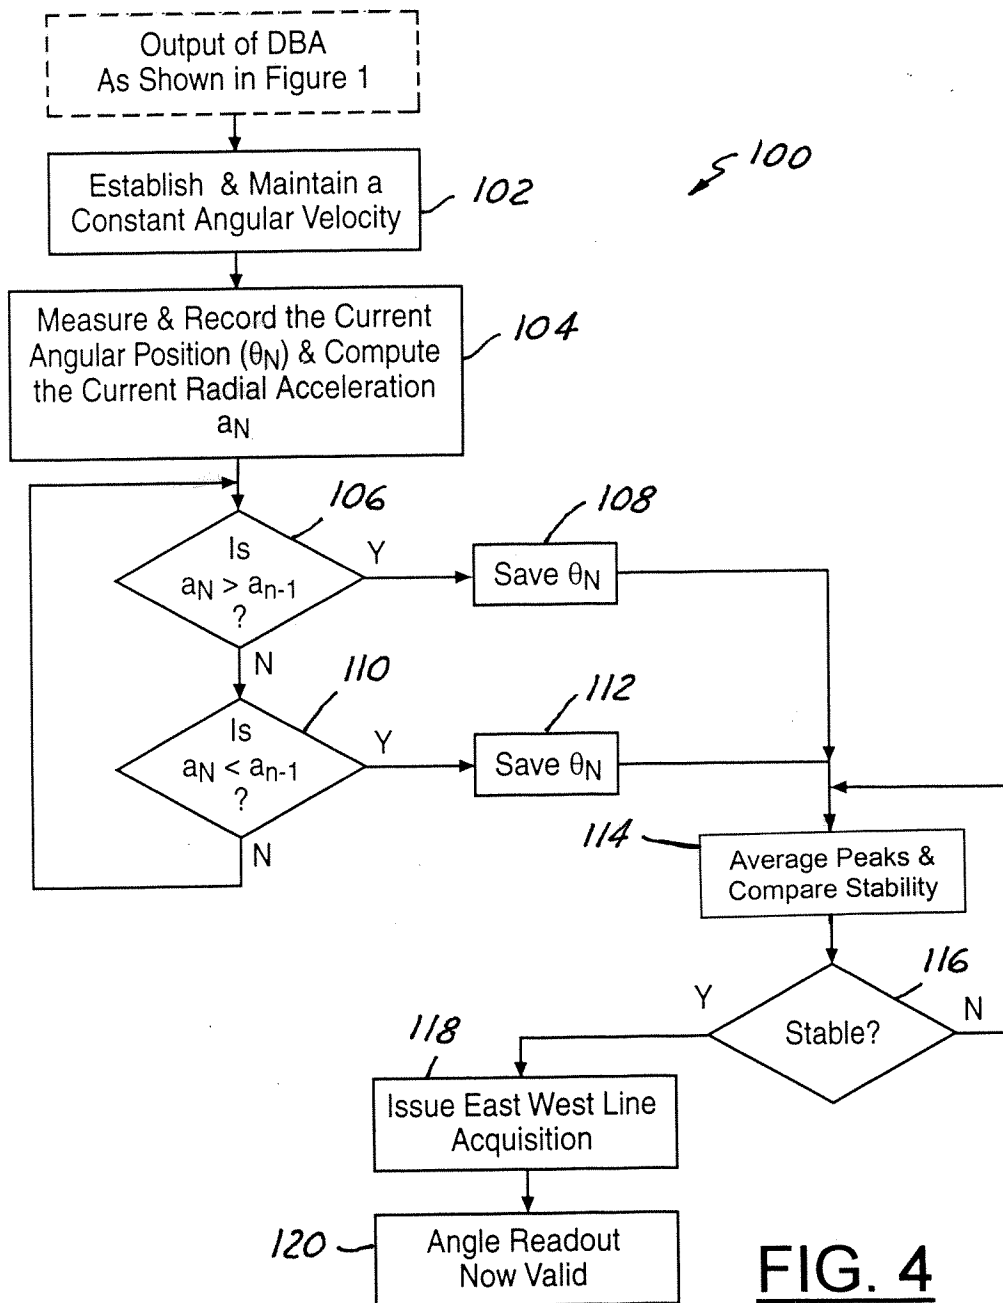 Output of DBA
As Shown in Figure 1
100
Establish & Maintain a
Constant Angular Velocity
102
Measure & Record the Current
Angular Position (θN) & Compute
the Current Radial Acceleration
aN
104
106
Is
aN > an-1
?
Y
N
108
Save θN
110
Is
aN < an-1
?
Y
N
112
Save θN
114
Average Peaks &
Compare Stability
116
Stable?
Y
N
118
Issue East West Line
Acquisition
120
Angle Readout
Now Valid
FIG. 4